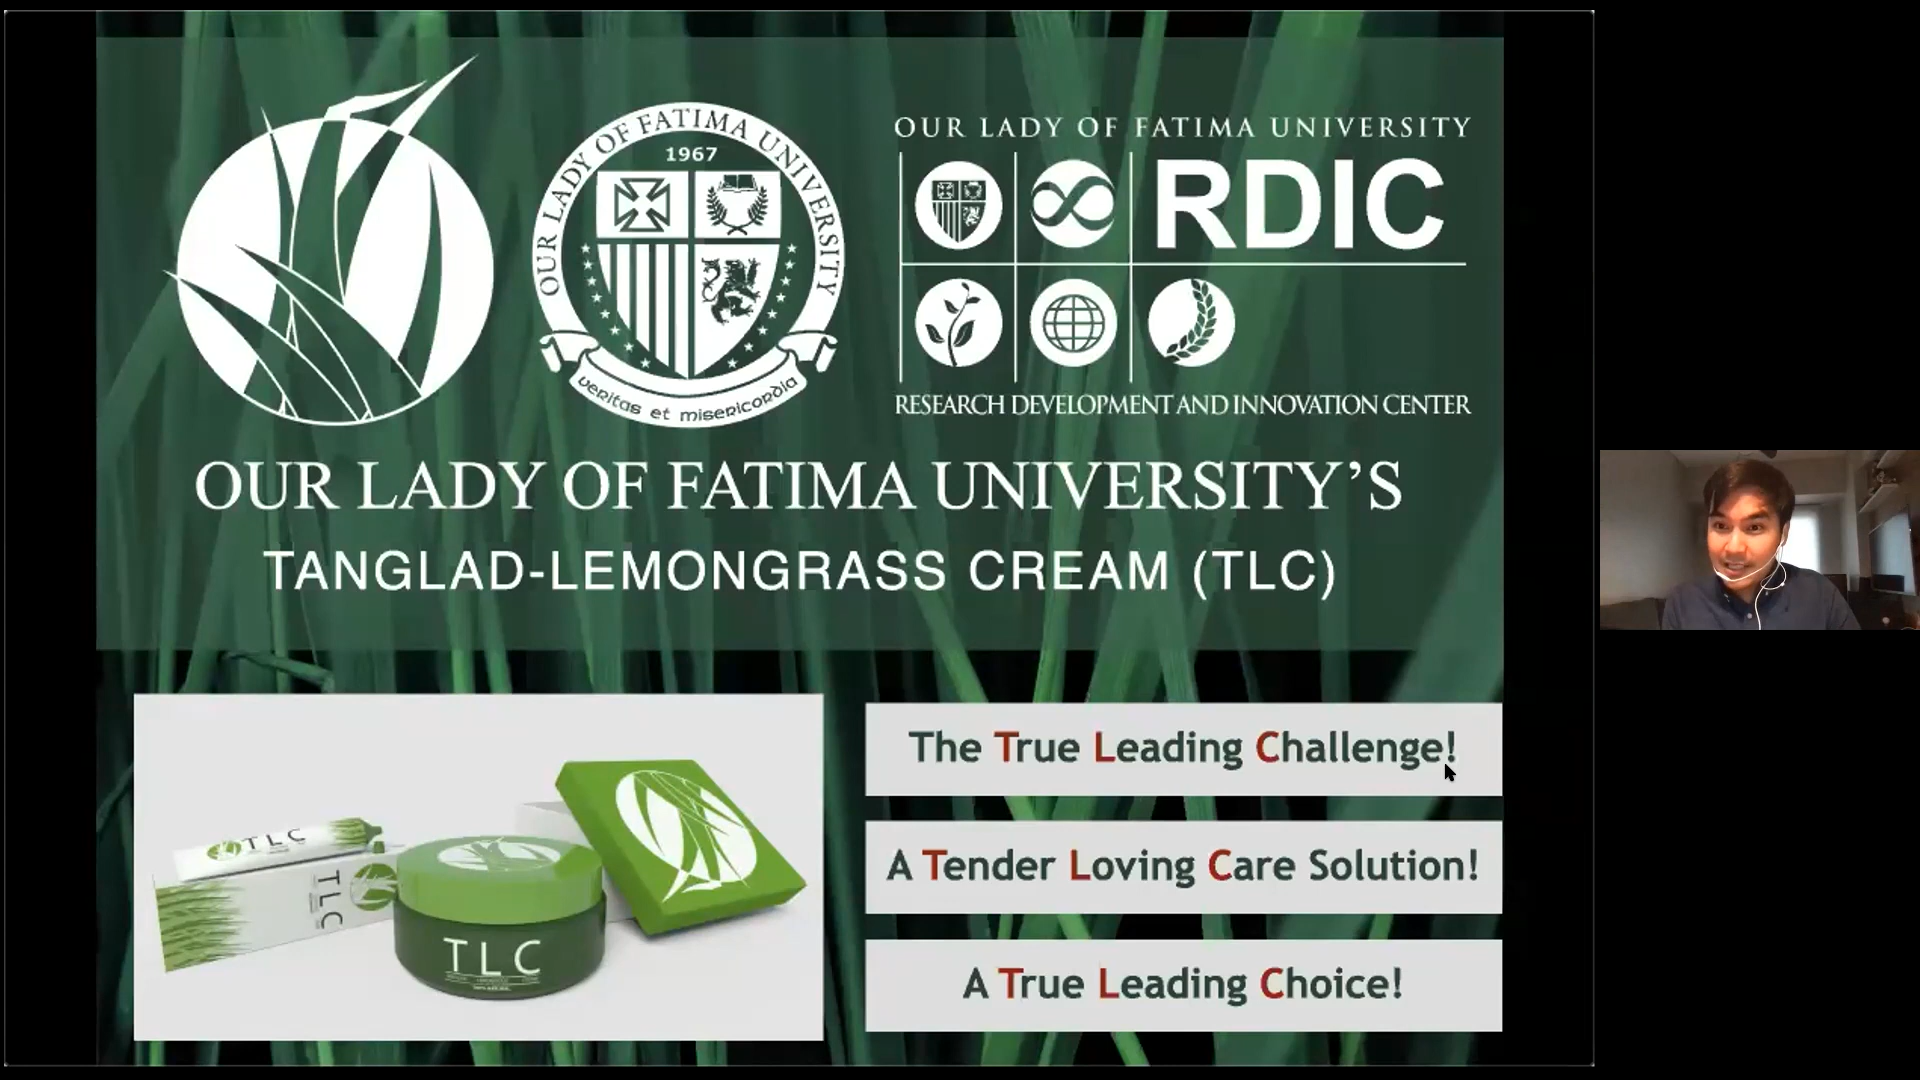 OUR LADY OF FATIMA UNIVERSITY
1967
veritas et misericordia
OUR LADY OF FATIMA UNIVERSITY
RDIC
RESEARCH DEVELOPMENT AND INNOVATION CENTER
OUR LADY OF FATIMA UNIVERSITY’S
TANGLAD-LEMONGRASS CREAM (TLC)
TLC
TLC
TLC
The True Leading Challenge!
A Tender Loving Care Solution!
A True Leading Choice!